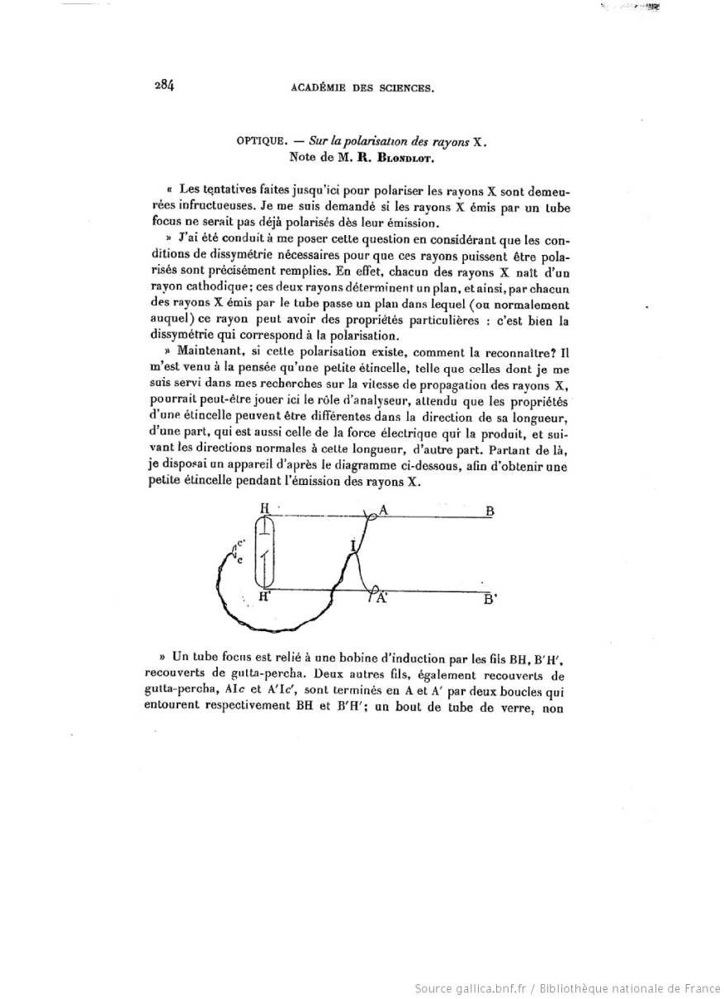 284
ACADÉMIE DES SCIENCES.
OPTIQUE. — Sur la polarisation des rayons X.
Note de M. R. BLONDLOT.
« Les tentatives faites jusqu'ici pour polariser les rayons X sont demeu-
rées infructueuses. Je me suis demandé si les rayons X émis par un tube
focus ne serait pas déjà polarisés dès leur émission.
» J'ai été conduit à me poser cette question en considérant que les con-
ditions de dissymétrie nécessaires pour que ces rayons puissent être pola-
risés sont précisément remplies. En effet, chacun des rayons X naît d'un
rayon cathodique; ces deux rayons déterminent un plan, et ainsi, par chacun
des rayons X émis par le tube passe un plan dans lequel (ou normalement
auquel) ce rayon peut avoir des propriétés particulières : c'est bien la
dissymétrie qui correspond à la polarisation.
» Maintenant, si cette polarisation existe, comment la reconnaître? Il
m'est venu à la pensée qu'une petite étincelle, telle que celles dont je me
suis servi dans mes recherches sur la vitesse de propagation des rayons X,
pourrait peut-être jouer ici le rôle d'analyseur, attendu que les propriétés
d'une étincelle peuvent être différentes dans la direction de sa longueur,
d'une part, qui est aussi celle de la force électrique qui la produit, et sui-
vant les directions normales à cette longueur, d'autre part. Partant de là,
je disposai un appareil d'après le diagramme ci-dessous, afin d'obtenir une
petite étincelle pendant l'émission des rayons X.
H A B
c' I
c
H' A' B'
» Un tube focus est relié à une bobine d'induction par les fils BH, B'H',
recouverts de gutta-percha. Deux autres fils, également recouverts de
gutta-percha, AIc et A'Ic', sont terminés en A et A' par deux boucles qui
entourent respectivement BH et B'H'; un bout de tube de verre, non
Source gallica.bnf.fr / Bibliothèque nationale de France